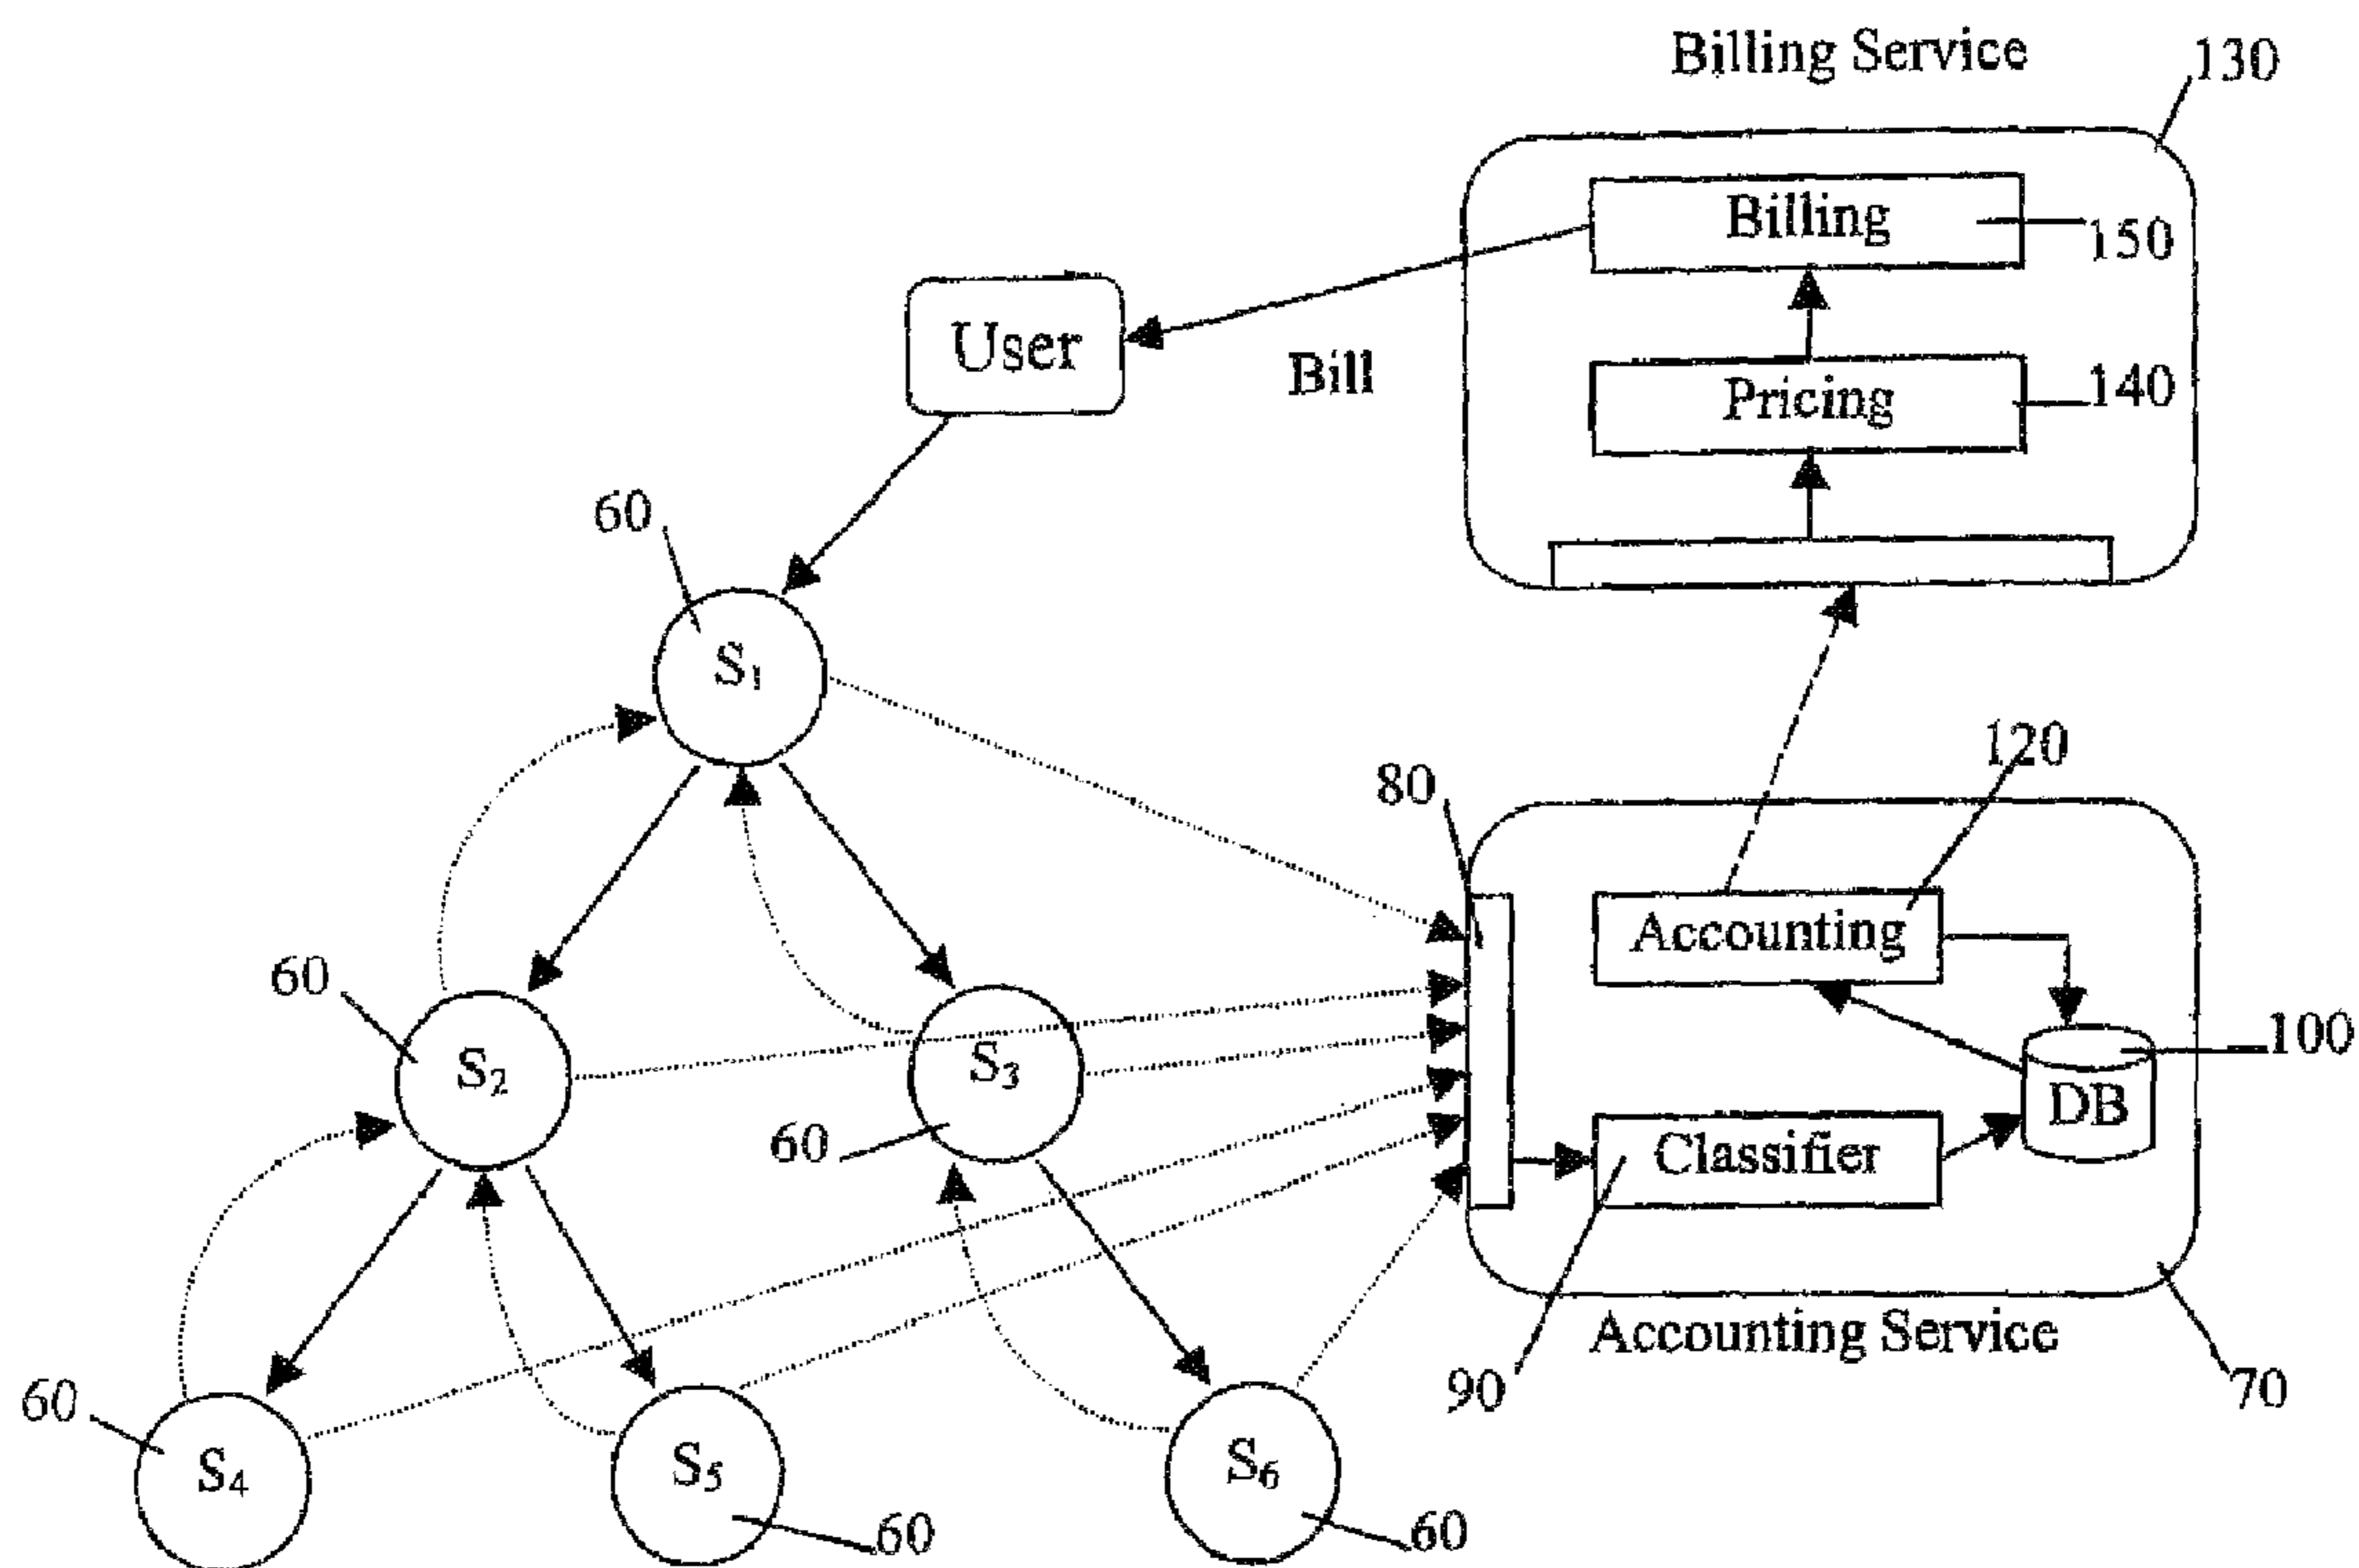 Billing Service
130
Billing
150
User
Bill
Pricing
140
60
S₁
120
80
Accounting
60
S₂
S₃
60
100
DB
Classifier
Accounting Service
90
70
60
S₄
S₅
60
S₆
60